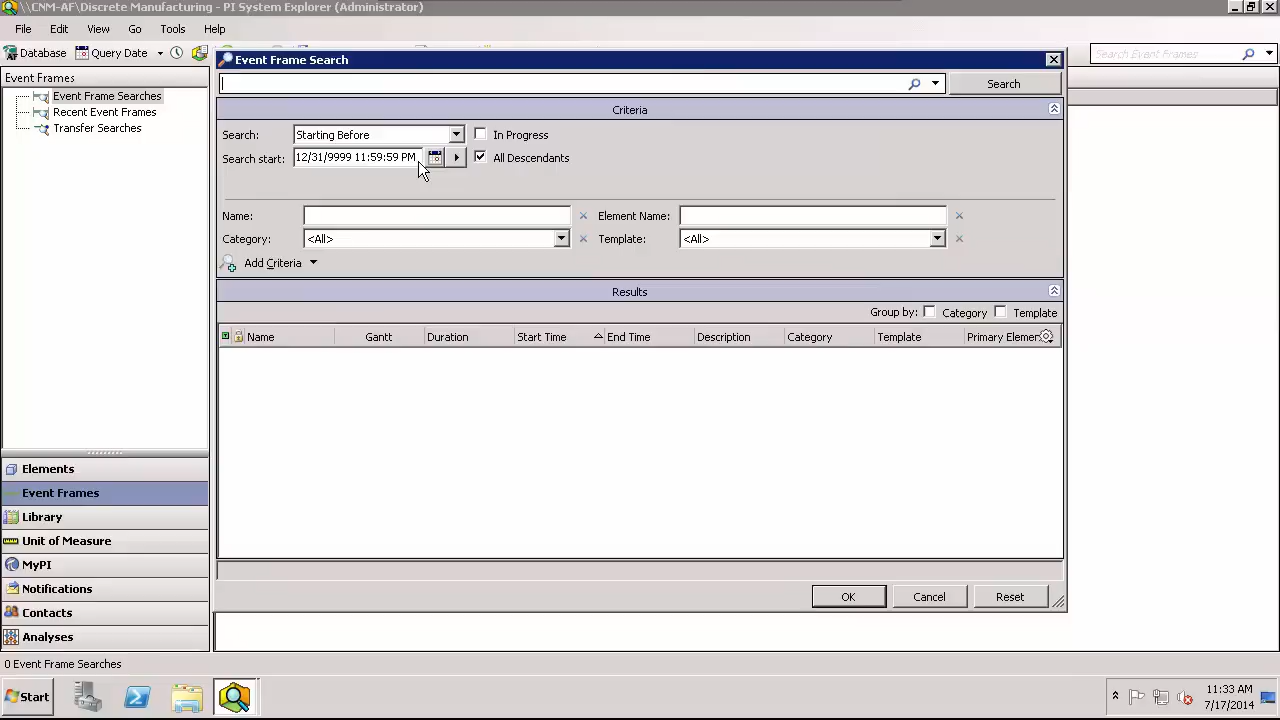 \\CNM-AF\Discrete Manufacturing - PI System Explorer (Administrator)
File Edit View Go Tools Help
Database Query Date
Search Event Frames
Event Frames
Event Frame Searches
Recent Event Frames
Transfer Searches
Elements
Event Frames
Library
Unit of Measure
MyPI
Notifications
Contacts
Analyses
Event Frame Search
Search
Criteria
Search: Starting Before In Progress
Search start: 12/31/9999 11:59:59 PM All Descendants
Name: Element Name:
Category: <All> Template: <All>
Add Criteria
Results
Group by: Category Template
Name Gantt Duration Start Time End Time Description Category Template Primary Elemen
OK Cancel Reset
0 Event Frame Searches
Start
11:33 AM
7/17/2014